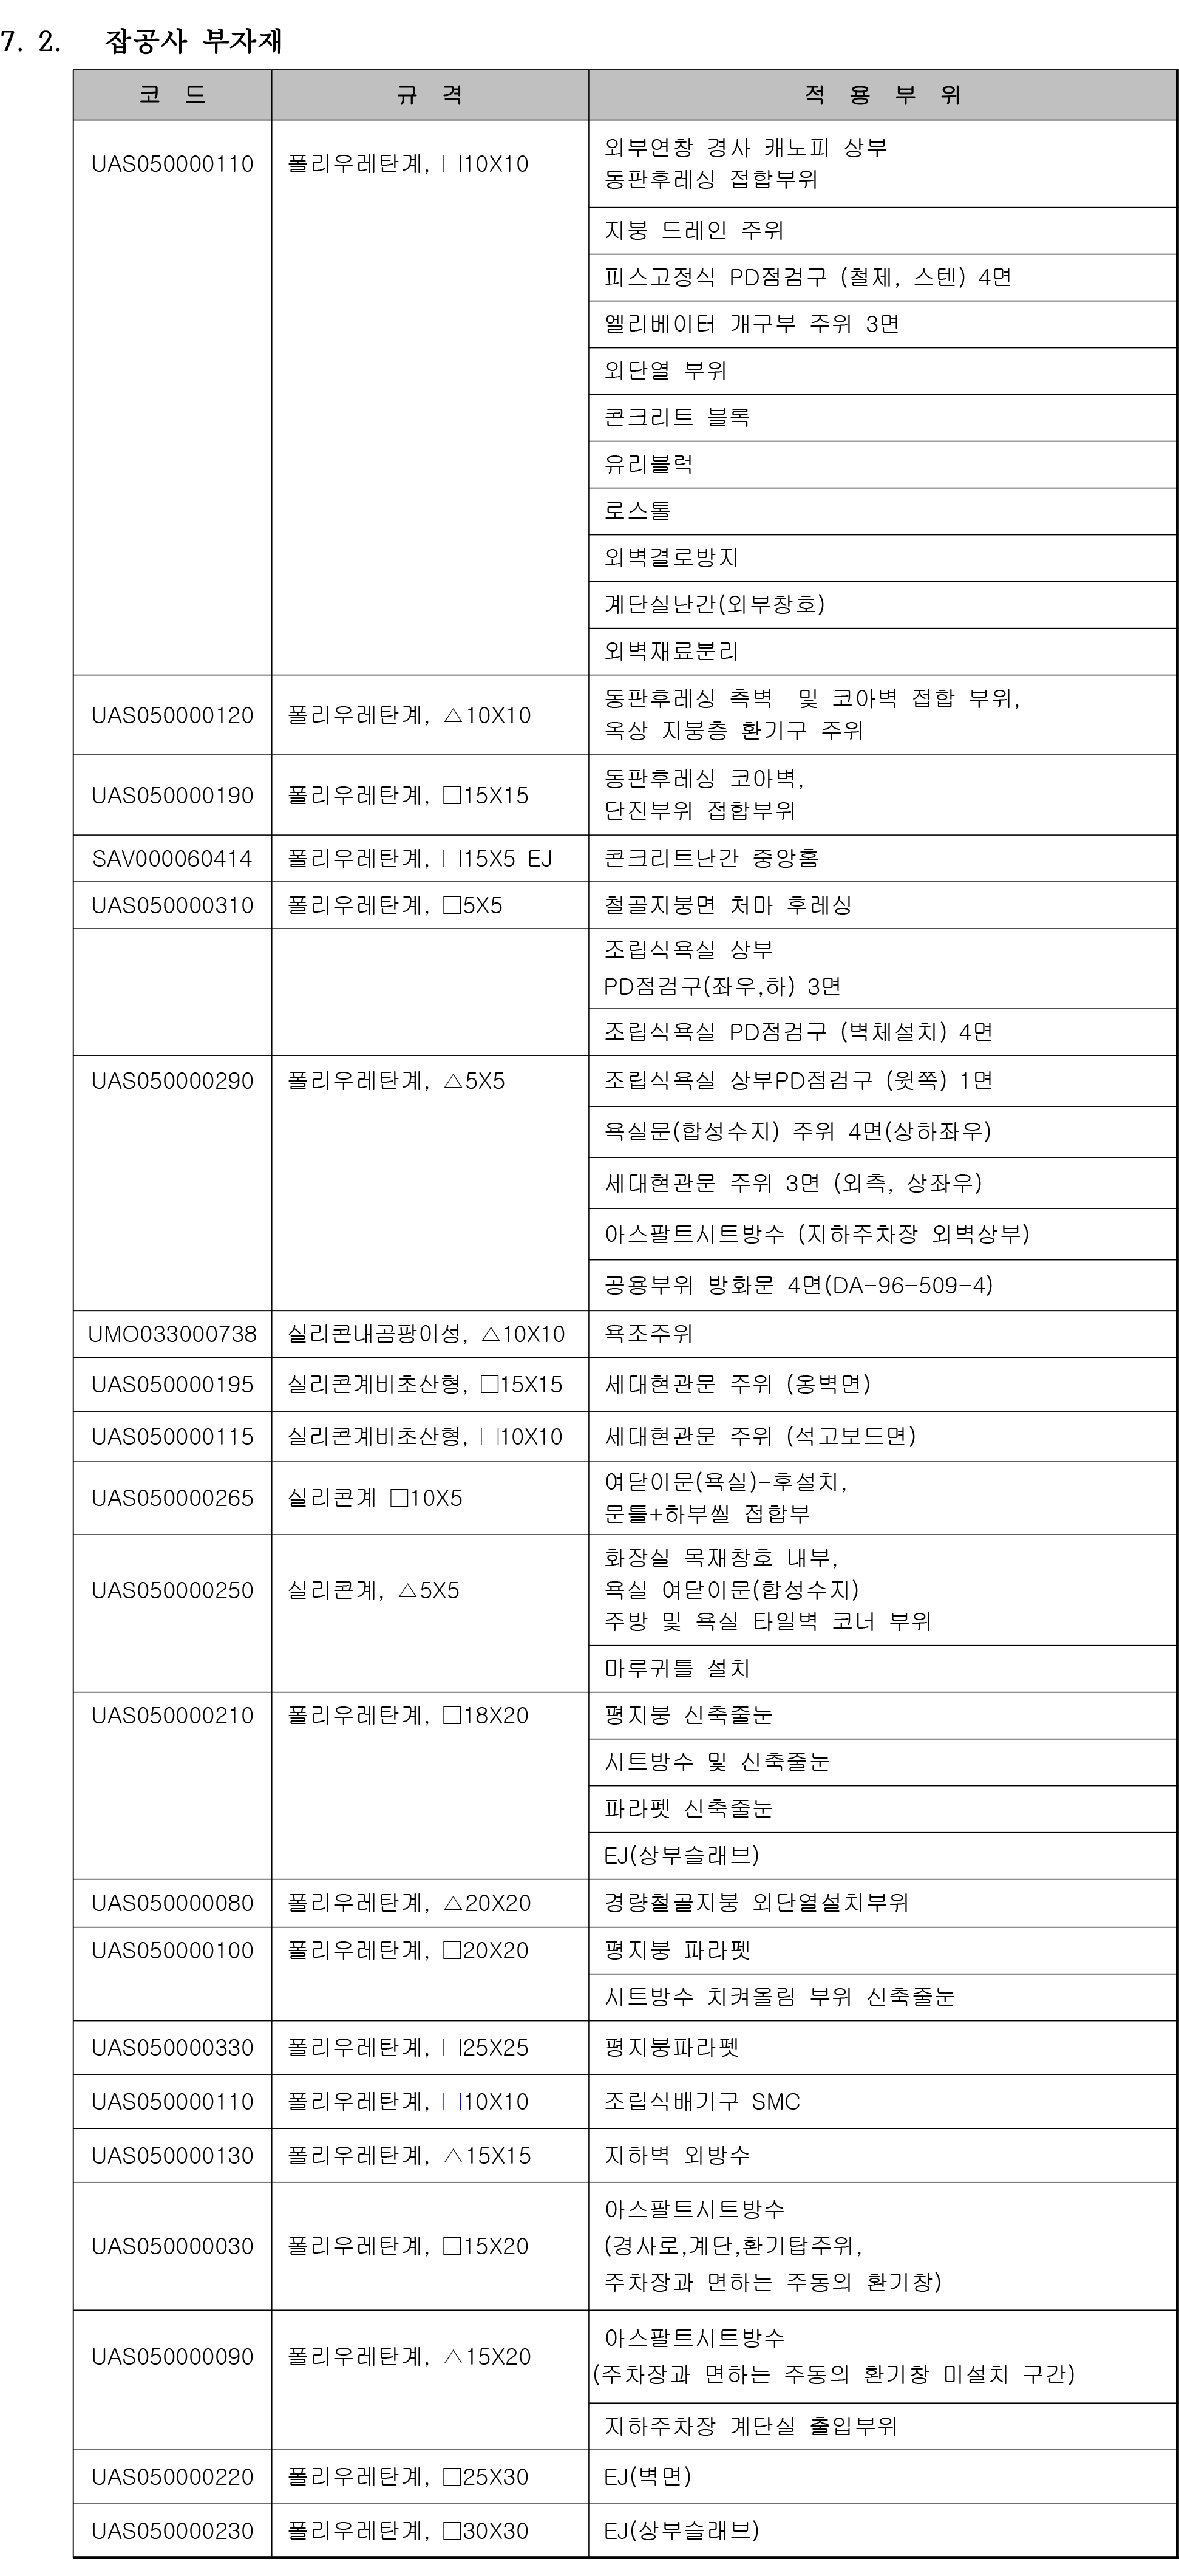 7. 2. 잡공사 부자재
코 드 규 격 적 용 부 위
UAS050000110 폴리우레탄계, □10X10 외부연창 경사 캐노피 상부
동판후레싱 접합부위
지붕 드레인 주위
피스고정식 PD점검구 (철제, 스텐) 4면
엘리베이터 개구부 주위 3면
외단열 부위
콘크리트 블록
유리블럭
로스톨
외벽결로방지
계단실난간(외부창호)
외벽재료분리
UAS050000120 폴리우레탄계, △10X10 동판후레싱 측벽 및 코아벽 접합 부위,
옥상 지붕층 환기구 주위
UAS050000190 폴리우레탄계, □15X15 동판후레싱 코아벽,
단진부위 접합부위
SAV000060414 폴리우레탄계, □15X5 EJ 콘크리트난간 중앙홈
UAS050000310 폴리우레탄계, □5X5 철골지붕면 처마 후레싱
조립식욕실 상부
PD점검구(좌우,하) 3면
조립식욕실 PD점검구 (벽체설치) 4면
UAS050000290 폴리우레탄계, △5X5 조립식욕실 상부PD점검구 (윗쪽) 1면
욕실문(합성수지) 주위 4면(상하좌우)
세대현관문 주위 3면 (외측, 상좌우)
아스팔트시트방수 (지하주차장 외벽상부)
공용부위 방화문 4면(DA-96-509-4)
UMO033000738 실리콘내곰팡이성, △10X10 욕조주위
UAS050000195 실리콘계비초산형, □15X15 세대현관문 주위 (옹벽면)
UAS050000115 실리콘계비초산형, □10X10 세대현관문 주위 (석고보드면)
UAS050000265 실리콘계 □10X5 여닫이문(욕실)-후설치,
문틀+하부씰 접합부
UAS050000250 실리콘계, △5X5 화장실 목재창호 내부,
욕실 여닫이문(합성수지)
주방 및 욕실 타일벽 코너 부위
마루귀틀 설치
UAS050000210 폴리우레탄계, □18X20 평지붕 신축줄눈
시트방수 및 신축줄눈
파라펫 신축줄눈
EJ(상부슬래브)
UAS050000080 폴리우레탄계, △20X20 경량철골지붕 외단열설치부위
UAS050000100 폴리우레탄계, □20X20 평지붕 파라펫
시트방수 치켜올림 부위 신축줄눈
UAS050000330 폴리우레탄계, □25X25 평지붕파라펫
UAS050000110 폴리우레탄계, □10X10 조립식배기구 SMC
UAS050000130 폴리우레탄계, △15X15 지하벽 외방수
UAS050000030 폴리우레탄계, □15X20 아스팔트시트방수
(경사로,계단,환기탑주위,
주차장과 면하는 주동의 환기창)
UAS050000090 폴리우레탄계, △15X20 아스팔트시트방수
(주차장과 면하는 주동의 환기창 미설치 구간)
지하주차장 계단실 출입부위
UAS050000220 폴리우레탄계, □25X30 EJ(벽면)
UAS050000230 폴리우레탄계, □30X30 EJ(상부슬래브)